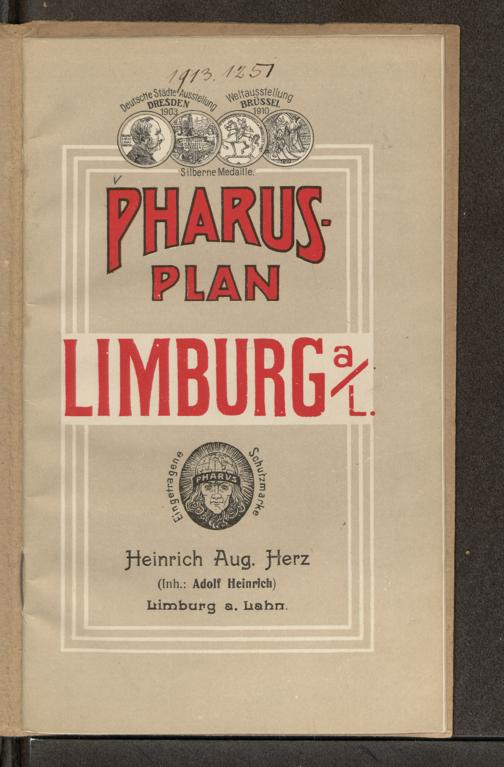 1913.1251
Deutsche Städte Ausstellung
DRESDEN
1903
Weltausstellung
BRÜSSEL
1910.
Silberne Medaille.
PHARUS-
PLAN
LIMBURG a/L.
Eingetragene Schutzmarke
PHARUS
Heinrich Aug. Herz
(Inh.: Adolf Heinrich)
Limburg a. Lahn.